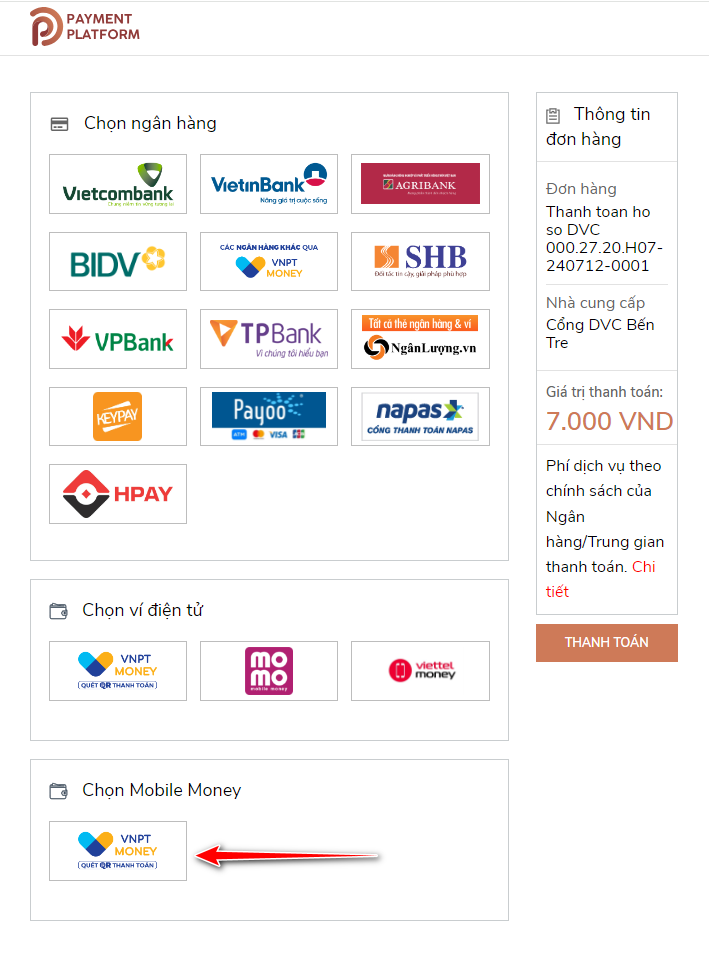 PAYMENT
PLATFORM
Chọn ngân hàng
Vietcombank
Chung niềm tin vững tương lai
VietinBank
Nâng giá trị cuộc sống
AGRIBANK
BIDV
CÁC NGÂN HÀNG KHÁC QUA
VNPT
MONEY
SHB
Đối tác tin cậy, giải pháp phù hợp
VPBank
TPBank
Vì chúng tôi hiểu bạn
Tất cả thẻ ngân hàng & ví
NgânLượng.vn
KEYPAY
Payoo
ATM
VISA
JCB
napas
CỔNG THANH TOÁN NAPAS
HPAY
Chọn ví điện tử
VNPT
MONEY
QUÉT QR THANH TOÁN
mo
mo
mobile money
viettel
money
Chọn Mobile Money
VNPT
MONEY
QUÉT QR THANH TOÁN
Thông tin
đơn hàng
Đơn hàng
Thanh toan ho
so DVC
000.27.20.H07-
240712-0001
Nhà cung cấp
Cổng DVC Bến
Tre
Giá trị thanh toán:
7.000 VND
Phí dịch vụ theo
chính sách của
Ngân
hàng/Trung gian
thanh toán. Chi
tiết
THANH TOÁN